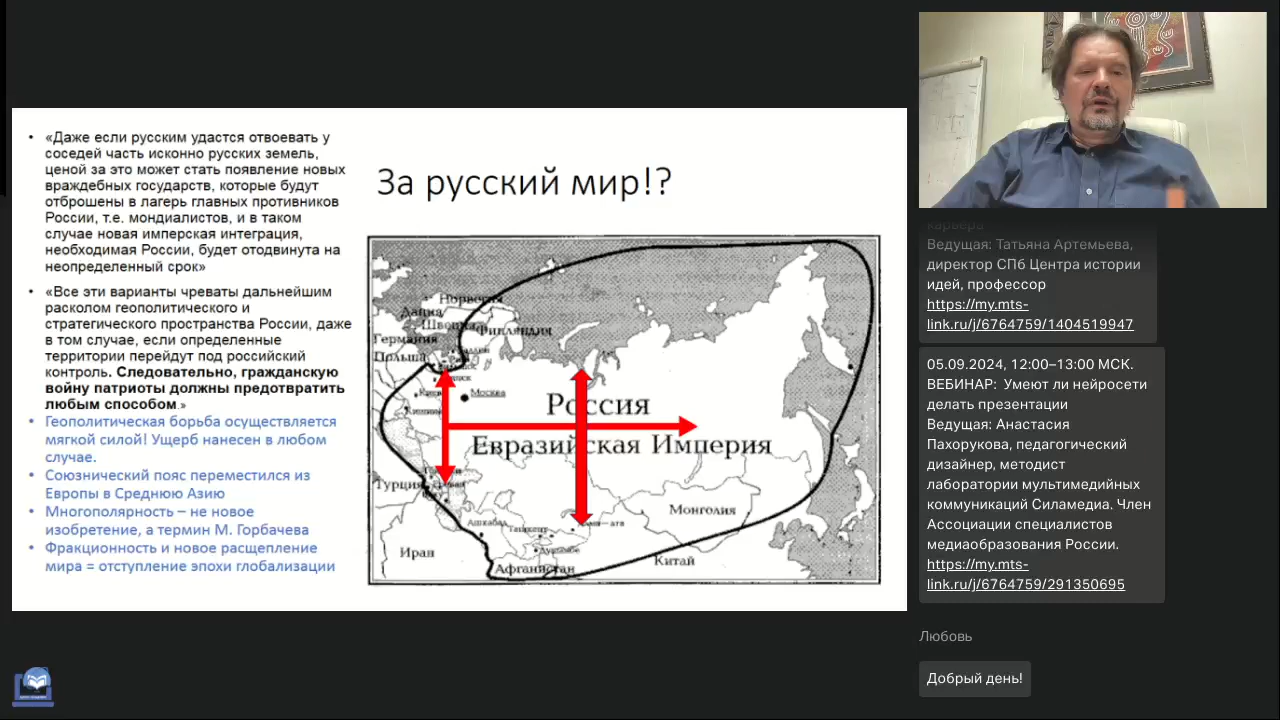 • «Даже если русским удастся отвоевать у
соседей часть исконно русских земель,
ценой за это может стать появление новых
враждебных государств, которые будут
отброшены в лагерь главных противников
России, т.е. мондиалистов, и в таком
случае новая имперская интеграция,
необходимая России, будет отодвинута на
неопределенный срок»
• «Все эти варианты чреваты дальнейшим
расколом геополитического и
стратегического пространства России, даже
в том случае, если определенные
территории перейдут под российский
контроль. Следовательно, гражданскую
войну патриоты должны предотвратить
любым способом.»
• Геополитическая борьба осуществляется
мягкой силой! Ущерб нанесен в любом
случае.
• Союзнический пояс переместился из
Европы в Среднюю Азию
• Многополярность – не новое
изобретение, а термин М. Горбачева
• Фракционность и новое расщепление
мира = отступление эпохи глобализации
За русский мир!?
Норвегия
Дания
Швеция
Финляндия
Германия
Польша
Москва
Россия
Евразийская Империя
Турция
Ашхабад
Ташкент
Душанбе
Монголия
Иран
Афганистан
Китай
карьера
Ведущая: Татьяна Артемьева,
директор СПб Центра истории
идей, профессор
https://my.mts-
link.ru/j/6764759/1404519947
05.09.2024, 12:00–13:00 МСК.
ВЕБИНАР: Умеют ли нейросети
делать презентации
Ведущая: Анастасия
Пахорукова, педагогический
дизайнер, методист
лаборатории мультимедийных
коммуникаций Силамедиа. Член
Ассоциации специалистов
медиаобразования России.
https://my.mts-
link.ru/j/6764759/291350695
Любовь
Добрый день!